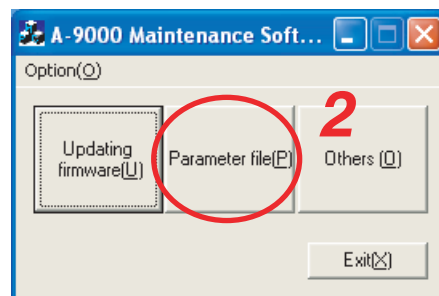 A-9000 Maintenance Soft...
Option(O)
Updating
firmware(U)
Parameter file(P)
2
Others (O)
Exit(X)